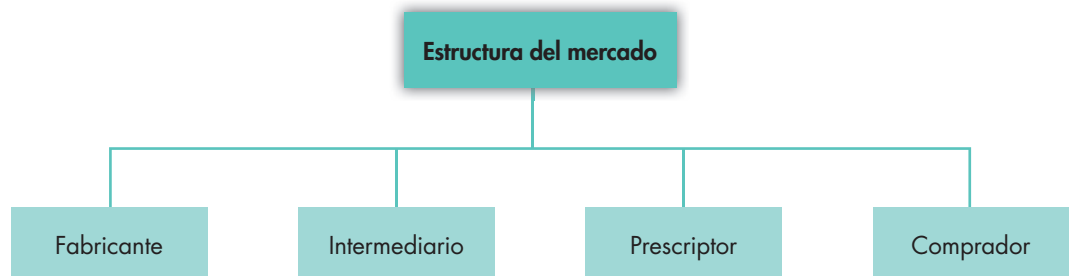 Estructura del mercado
Fabricante
Intermediario
Prescriptor
Comprador